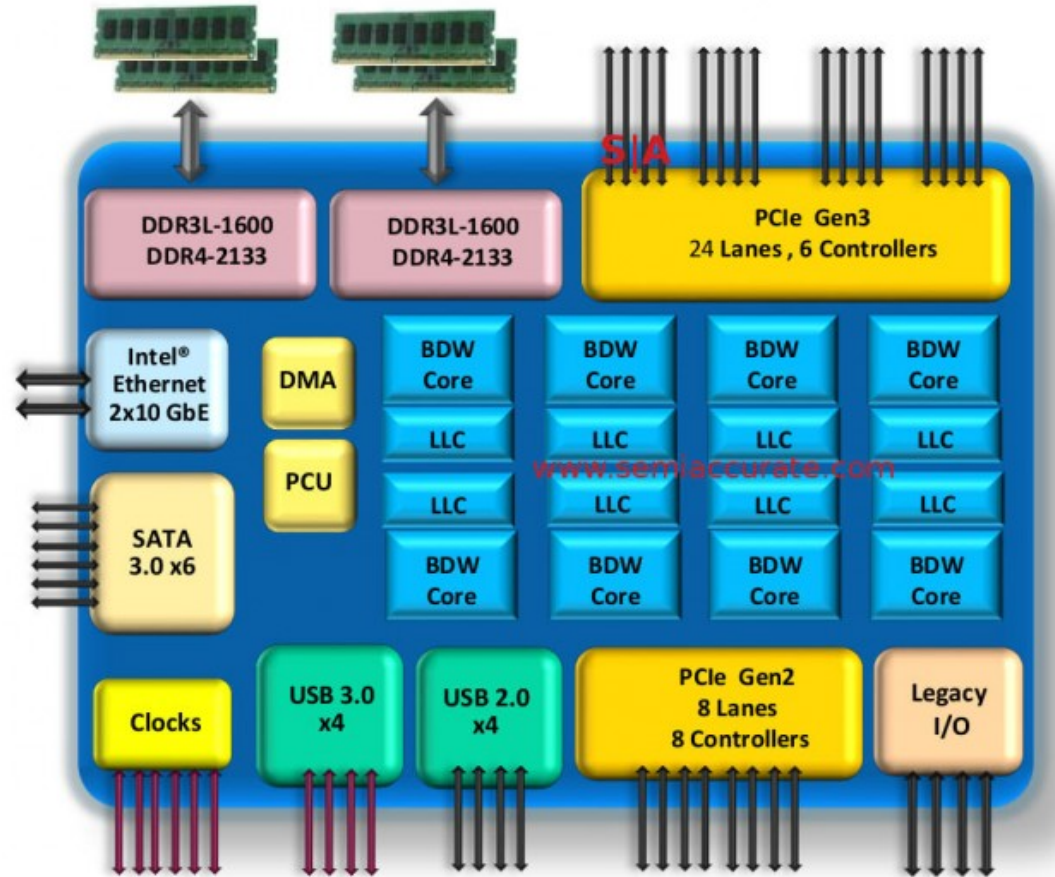 S|A
DDR3L-1600
DDR4-2133
DDR3L-1600
DDR4-2133
PCIe Gen3
24 Lanes , 6 Controllers
Intel®
Ethernet
2x10 GbE
DMA
BDW
Core
BDW
Core
BDW
Core
BDW
Core
LLC
LLC
LLC
LLC
www.semiaccurate.com
PCU
LLC
LLC
LLC
LLC
SATA
3.0 x6
BDW
Core
BDW
Core
BDW
Core
BDW
Core
Clocks
USB 3.0
x4
USB 2.0
x4
PCIe Gen2
8 Lanes
8 Controllers
Legacy
I/O